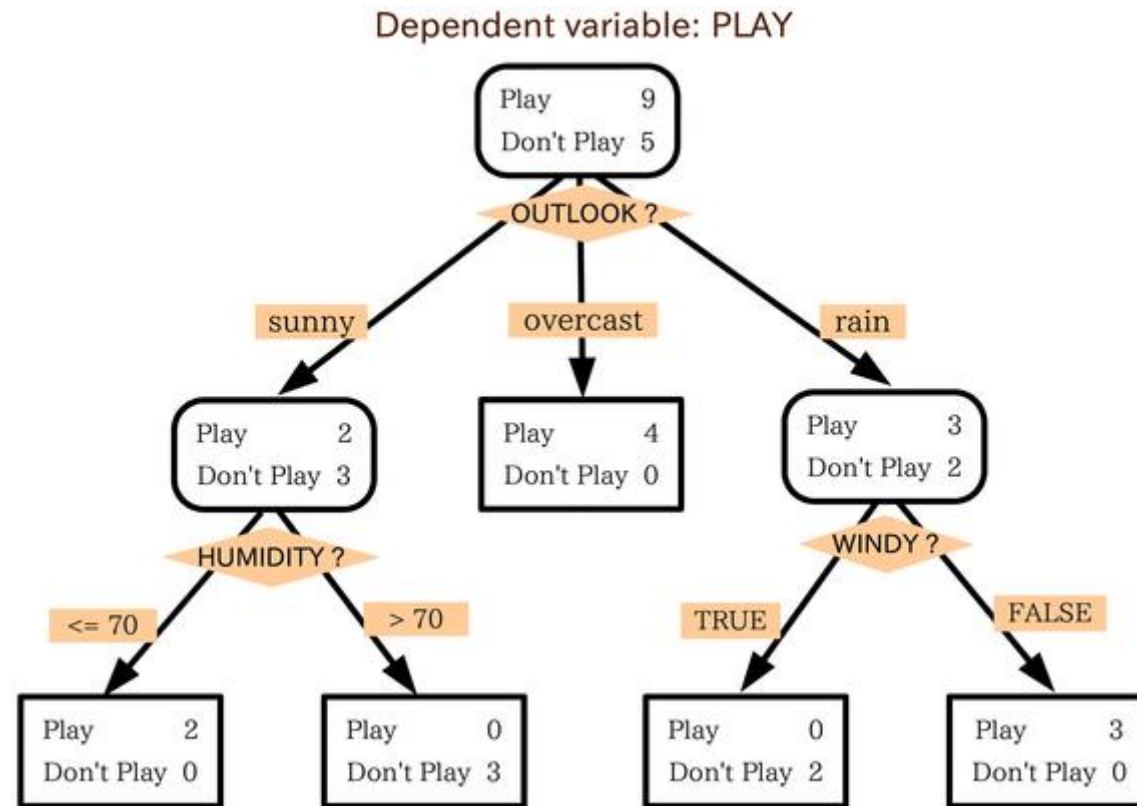 Dependent variable: PLAY
Play 9
Don't Play 5
OUTLOOK ?
sunny
overcast
rain
Play 2
Don't Play 3
Play 4
Don't Play 0
Play 3
Don't Play 2
HUMIDITY ?
WINDY ?
<= 70
> 70
TRUE
FALSE
Play 2
Don't Play 0
Play 0
Don't Play 3
Play 0
Don't Play 2
Play 3
Don't Play 0